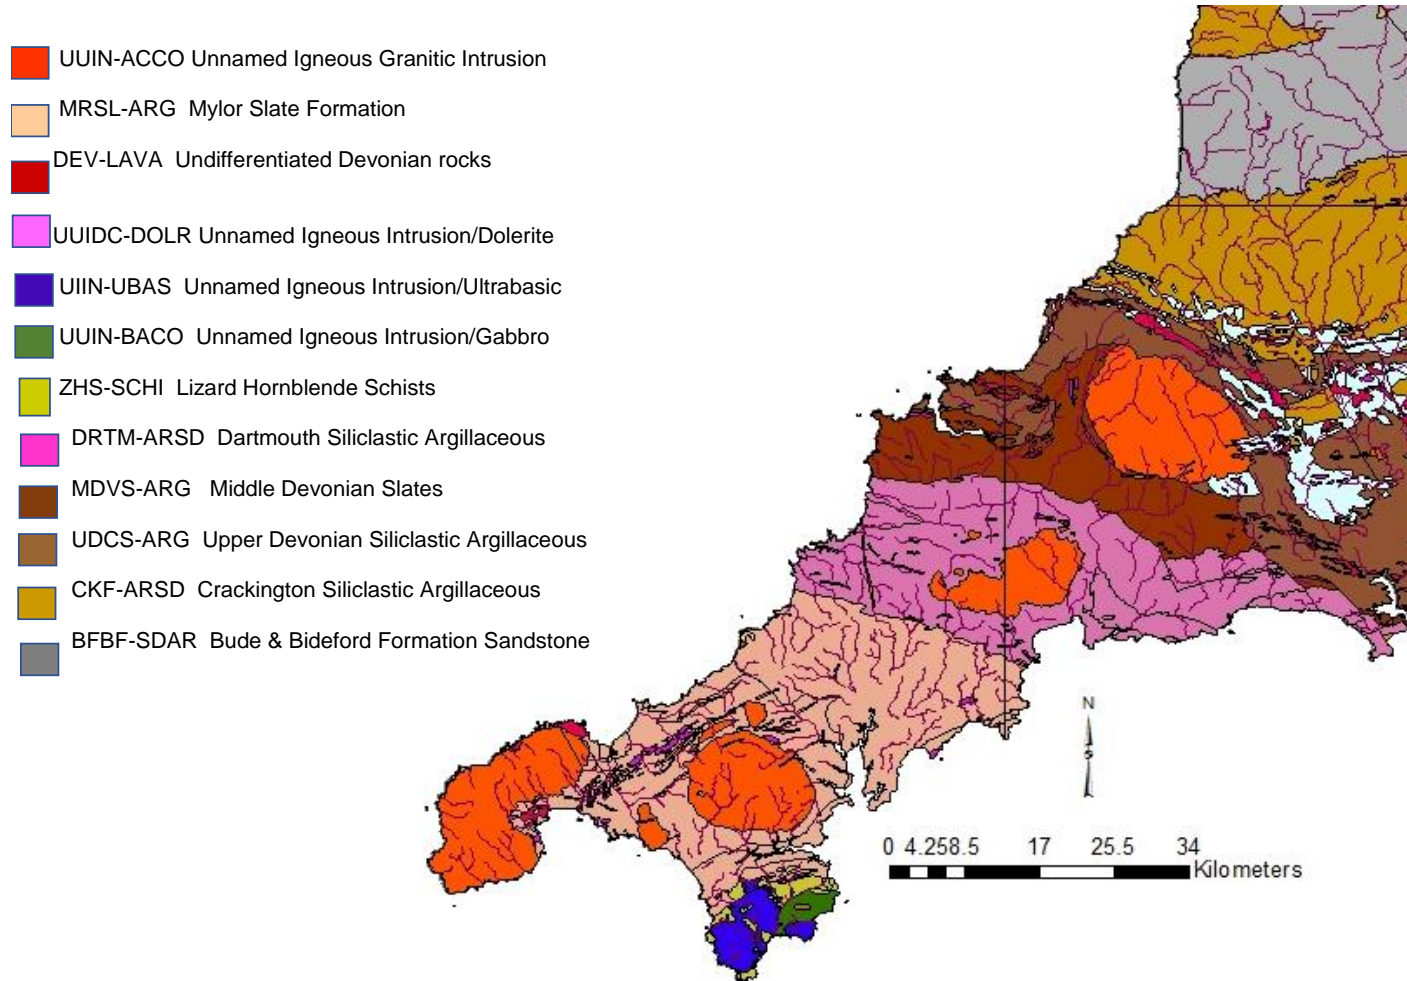 UUIN-ACCO Unnamed Igneous Granitic Intrusion
MRSL-ARG Mylor Slate Formation
DEV-LAVA Undifferentiated Devonian rocks
UUIDC-DOLR Unnamed Igneous Intrusion/Dolerite
UIIN-UBAS Unnamed Igneous Intrusion/Ultrabasic
UUIN-BACO Unnamed Igneous Intrusion/Gabbro
ZHS-SCHI Lizard Hornblende Schists
DRTM-ARSD Dartmouth Siliclastic Argillaceous
MDVS-ARG Middle Devonian Slates
UDCS-ARG Upper Devonian Siliclastic Argillaceous
CKF-ARSD Crackington Siliclastic Argillaceous
BFBF-SDAR Bude & Bideford Formation Sandstone
N
0 4.258.5 17 25.5 34
Kilometers